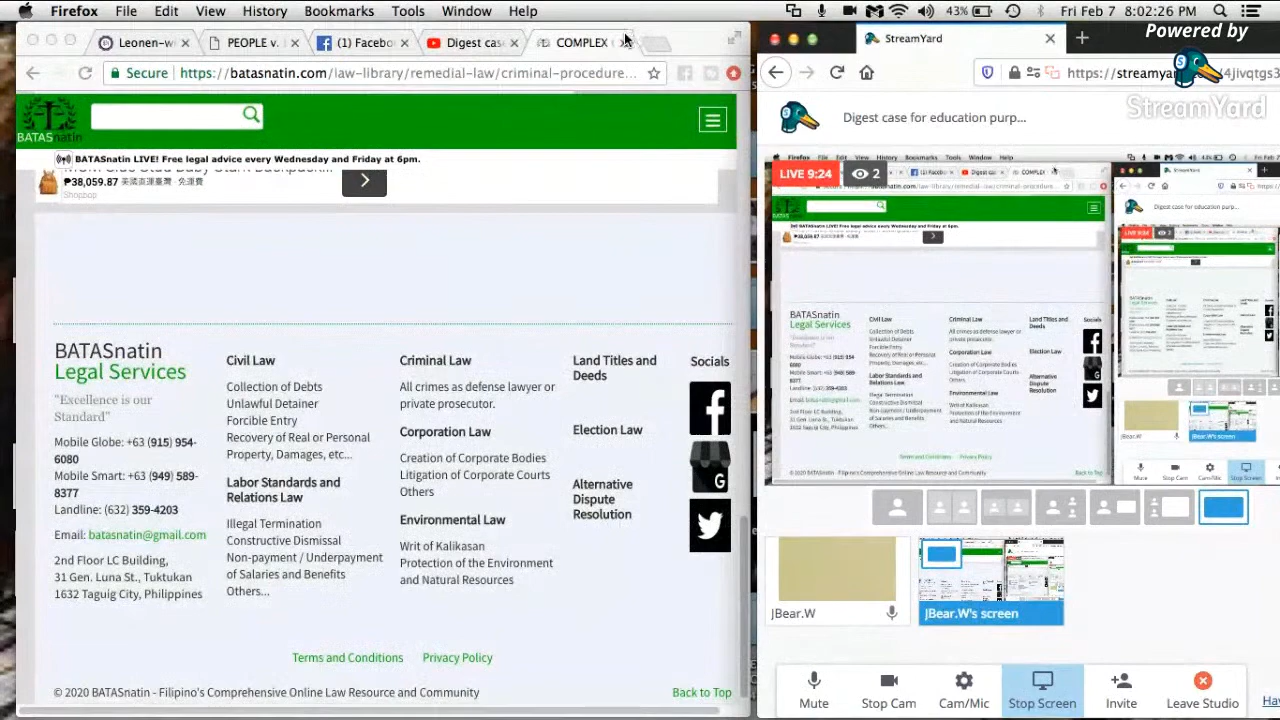 Firefox File Edit View History Bookmarks Tools Window Help 43% Fri Feb 7 8:02:26 PM
Leonen-v PEOPLE v. (1) Facebo Digest cas COMPLEX
Secure https://batasnatin.com/law-library/remedial-la
BATASnatin
BATASnatin LIVE! Free legal advice every Wednesday and Friday at 6pm.
₱38,059.87
Shoppop
BATASnatin
Legal Services
"Excellence is our
Standard"
Mobile Globe: +63 (915) 354-
6080
Mobile Smart: +63 (949) 589-
8377
Landline: (632) 359-4203
Email: batasnatin@gmail.com
2nd Floor LC Building,
31 Gen. Luna St., Tuktukan
1632 Taguig City, Philippines
Civil Law
Collection of Debts
Unlawful Detainer
Forcible Entry
Recovery of Real or Personal
Property, Damages, etc...
Labor Standards and
Relations Law
Illegal Termination
Constructive Dismissal
Non-payment / Underpayment
of Salaries and Benefits
Others...
Criminal Law
All crimes as defense lawyer or
private prosecutor.
Corporation Law
Creation of Corporate Bodies
Litigation of Corporate Courts
Others
Environmental Law
Writ of Kalikasan
Protection of the Environment
and Natural Resources
Land Titles and
Deeds
Election Law
Alternative
Dispute
Resolution
Socials
Terms and Conditions Privacy Policy
© 2020 BATASnatin - Filipino's Comprehensive Online Law Resource and Community Back to Top
StreamYard
Powered by
StreamYard
https://streamya
/4jivqtgs3
Digest case for education purp...
LIVE 9:24 2
JBear.W
JBear.W's screen
Mute Stop Cam Cam/Mic Stop Screen Invite Leave Studio